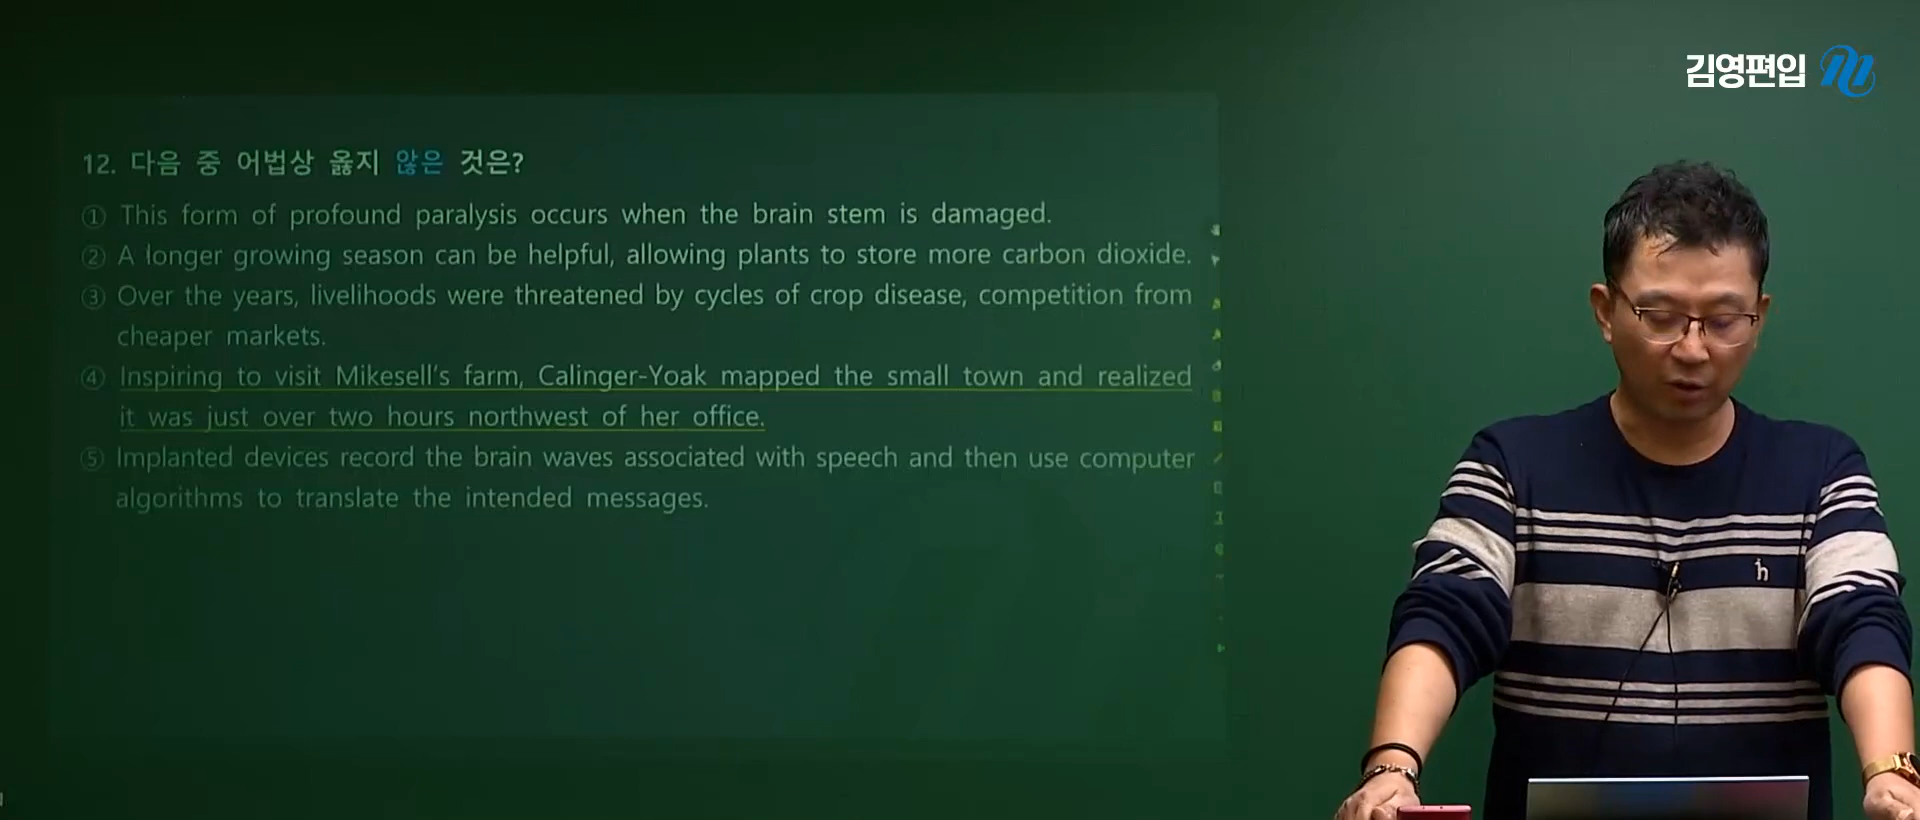 김영편입
12. 다음 중 어법상 옳지 않은 것은?
① This form of profound paralysis occurs when the brain stem is damaged.
② A longer growing season can be helpful, allowing plants to store more carbon dioxide.
③ Over the years, livelihoods were threatened by cycles of crop disease, competition from
cheaper markets.
④ Inspiring to visit Mikesell's farm, Calinger-Yoak mapped the small town and realized
it was just over two hours northwest of her office.
⑤ Implanted devices record the brain waves associated with speech and then use computer
algorithms to translate the intended messages.
h